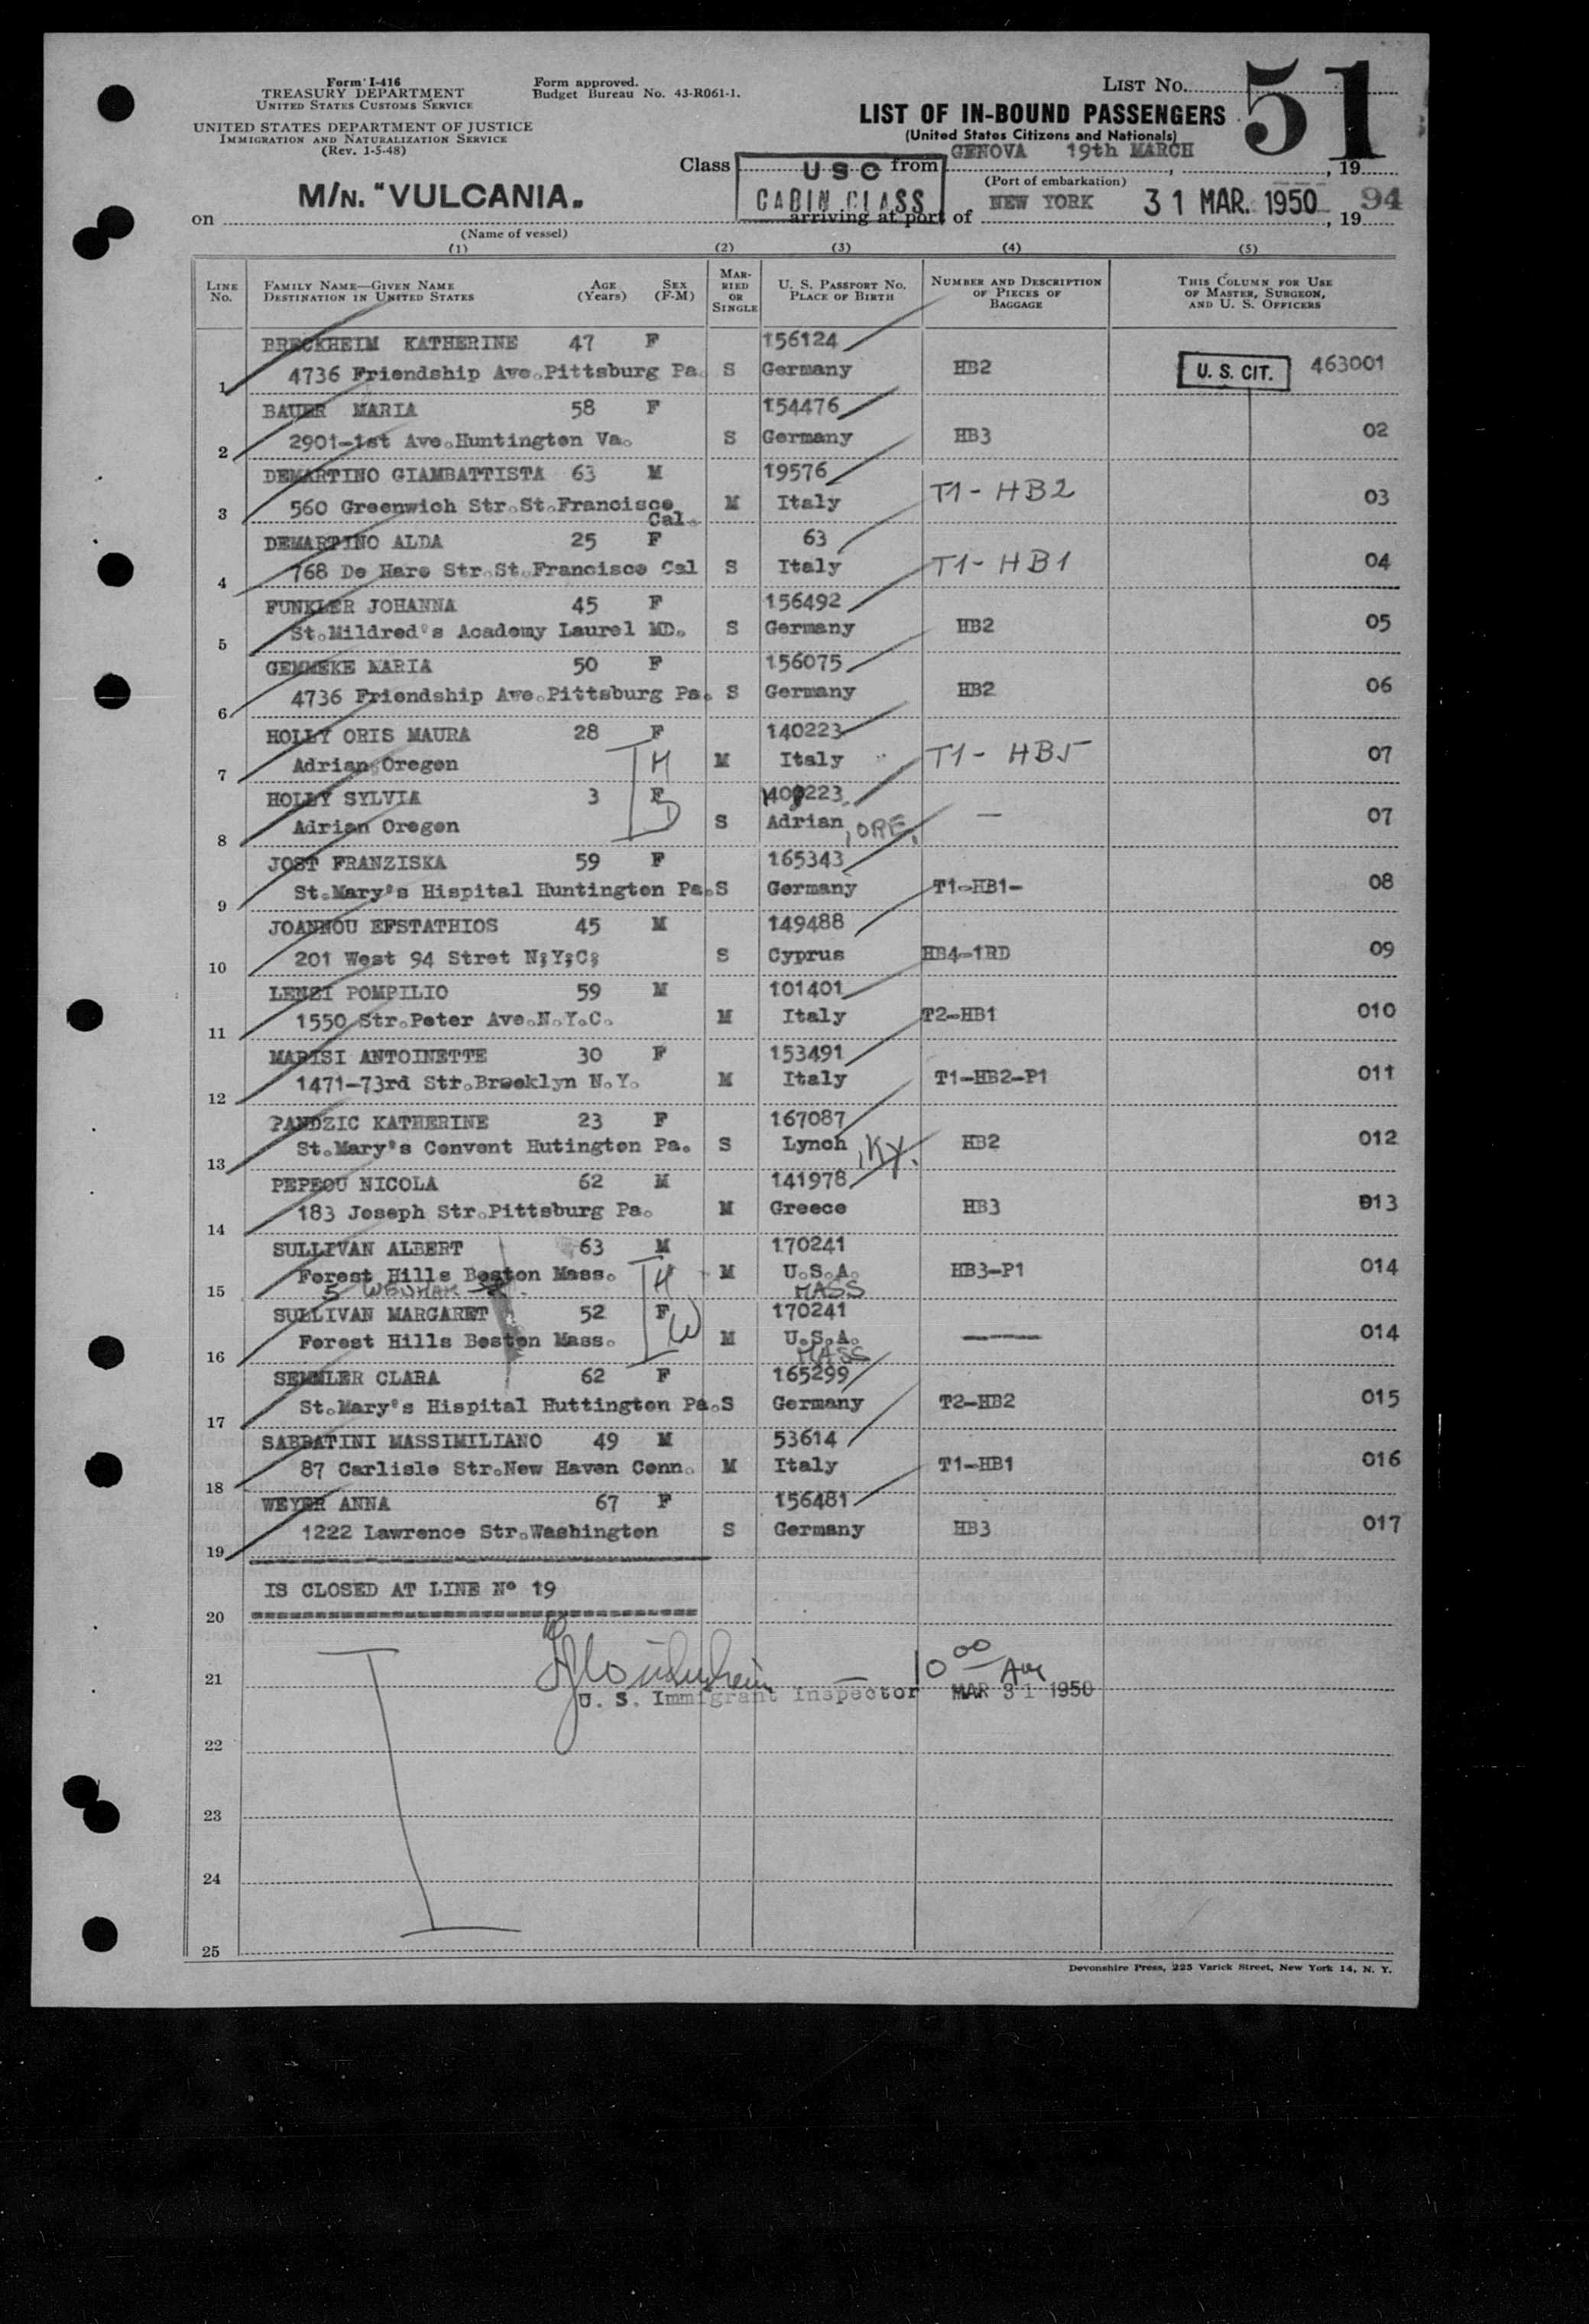 Form I-416
TREASURY DEPARTMENT
UNITED STATES CUSTOMS SERVICE
UNITED STATES DEPARTMENT OF JUSTICE
IMMIGRATION AND NATURALIZATION SERVICE
(Rev. 1-5-48)
Form approved.
Budget Bureau No. 43-R061-1.
LIST No. 51
LIST OF IN-BOUND PASSENGERS
(United States Citizens and Nationals)
Class USC from GENOVA 19th MARCH, 19
CABIN CLASS (Port of embarkation)
on M/N. "VULCANIA" arriving at port of NEW YORK 31 MAR. 1950, 19 94
(Name of vessel)
(1) (2) (3) (4) (5)
LINE No. FAMILY NAME—GIVEN NAME DESTINATION IN UNITED STATES AGE (Years) SEX (F-M) MARRIED OR SINGLE U. S. PASSPORT No. PLACE OF BIRTH NUMBER AND DESCRIPTION OF PIECES OF BAGGAGE THIS COLUMN FOR USE OF MASTER, SURGEON, AND U. S. OFFICERS
BRECKHEIM KATHERINE 47 F 156124
1 4736 Friendship Ave.Pittsburg Pa. S Germany HB2 U. S. CIT. 463001
BAUER MARIA 58 F 154476
2 2901-1st Ave.Huntington Va. S Germany HB3 02
DEMARTINO GIAMBATTISTA 63 M 19576
3 560 Greenwich Str.St.Francisco Cal. M Italy T1-HB2 03
DEMARTINO ALDA 25 F 63
4 768 De Haro Str.St.Francisco Cal S Italy T1-HB1 04
FUNKLER JOHANNA 45 F 156492
5 St.Mildred's Academy Laurel MD. S Germany HB2 05
GEMMEKE MARIA 50 F 156075
6 4736 Friendship Ave.Pittsburg Pa. S Germany HB2 06
HOLLY ORIS MAURA 28 F 140223
7 Adrian Oregon H M Italy T1-HB5 07
HOLLY SYLVIA 3 F 140223
8 Adrian Oregon D S Adrian, ORE. — 07
JOST FRANZISKA 59 F 165343
9 St.Mary's Hispital Huntington Pa.S Germany T1-HB1- 08
JOANNOU EFSTATHIOS 45 M 149488
10 201 West 94 Stret N;Y;C; S Cyprus HB4-1RD 09
LENZI POMPILIO 59 M 101401
11 1550 Str.Peter Ave.N.Y.C. M Italy T2-HB1 010
MARISI ANTOINETTE 30 F 153491
12 1471-73rd Str.Brooklyn N.Y. M Italy T1-HB2-P1 011
PANDZIC KATHERINE 23 F 167087
13 St.Mary's Convent Hutington Pa. S Lynch, Ky. HB2 012
PEPEOU NICOLA 62 M 141978
14 183 Joseph Str.Pittsburg Pa. M Greece HB3 013
SULLIVAN ALBERT 63 M 170241
15 Forest Hills Boston Mass. H M U.S.A. HB3-P1 014
5 MASS
SULLIVAN MARGARET 52 F 170241
16 Forest Hills Boston Mass. W M U.S.A. — 014
MASS
SEMMLER CLARA 62 F 165299
17 St.Mary's Hispital Huttington Pa.S Germany T2-HB2 015
SABBATINI MASSIMILIANO 49 M 53614
18 87 Carlisle Str.New Haven Conn. M Italy T1-HB1 016
WEYER ANNA 67 F 156481
19 1222 Lawrence Str.Washington S Germany HB3 017
IS CLOSED AT LINE N° 19
20
21 10 00 AM
U. S. Immigrant Inspector MAR 31 1950
22
23
24
25
Devonshire Press, 225 Varick Street, New York 14, N. Y.